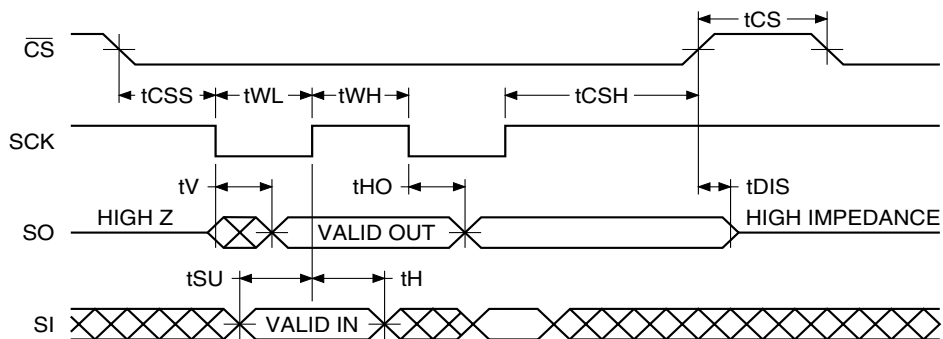 tCS
CS
tCSS tWL tWH tCSH
SCK
tV tHO tDIS
HIGH Z VALID OUT HIGH IMPEDANCE
SO
tSU tH
SI VALID IN